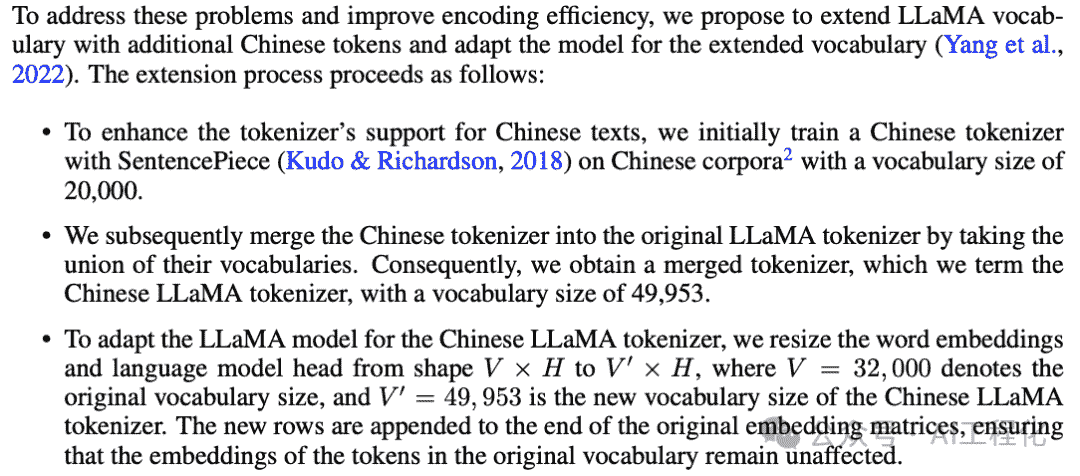 To address these problems and improve encoding efficiency, we propose to extend LLaMA vocab-
ulary with additional Chinese tokens and adapt the model for the extended vocabulary (Yang et al.,
2022). The extension process proceeds as follows:
• To enhance the tokenizer's support for Chinese texts, we initially train a Chinese tokenizer
with SentencePiece (Kudo & Richardson, 2018) on Chinese corpora² with a vocabulary size of
20,000.
• We subsequently merge the Chinese tokenizer into the original LLaMA tokenizer by taking the
union of their vocabularies. Consequently, we obtain a merged tokenizer, which we term the
Chinese LLaMA tokenizer, with a vocabulary size of 49,953.
• To adapt the LLaMA model for the Chinese LLaMA tokenizer, we resize the word embeddings
and language model head from shape V × H to V′ × H, where V = 32,000 denotes the
original vocabulary size, and V′ = 49,953 is the new vocabulary size of the Chinese LLaMA
tokenizer. The new rows are appended to the end of the original embedding matrices, ensuring
that the embeddings of the tokens in the original vocabulary remain unaffected.
公众号 · AI工程化